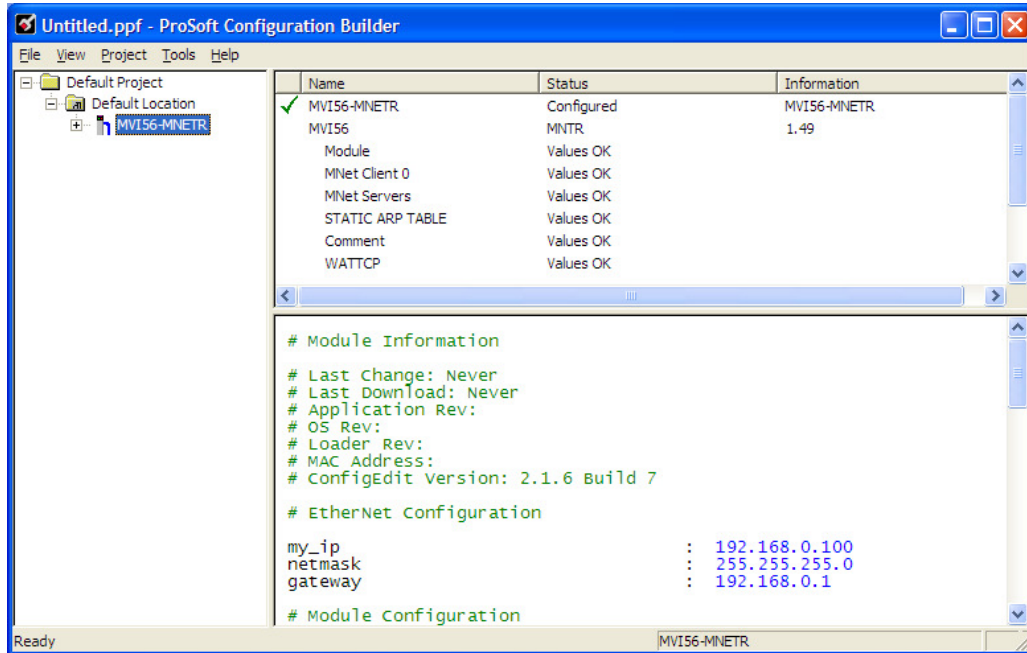 Untitled.ppf - ProSoft Configuration Builder
File View Project Tools Help
Default Project
Default Location
MVI56-MNETR
Name Status Information
MVI56-MNETR Configured MVI56-MNETR
MVI56 MNTR 1.49
Module Values OK
MNet Client 0 Values OK
MNet Servers Values OK
STATIC ARP TABLE Values OK
Comment Values OK
WATTCP Values OK
# Module Information
# Last Change: Never
# Last Download: Never
# Application Rev:
# OS Rev:
# Loader Rev:
# MAC Address:
# ConfigEdit Version: 2.1.6 Build 7
# EtherNet Configuration
my_ip : 192.168.0.100
netmask : 255.255.255.0
gateway : 192.168.0.1
# Module Configuration
Ready MVI56-MNETR